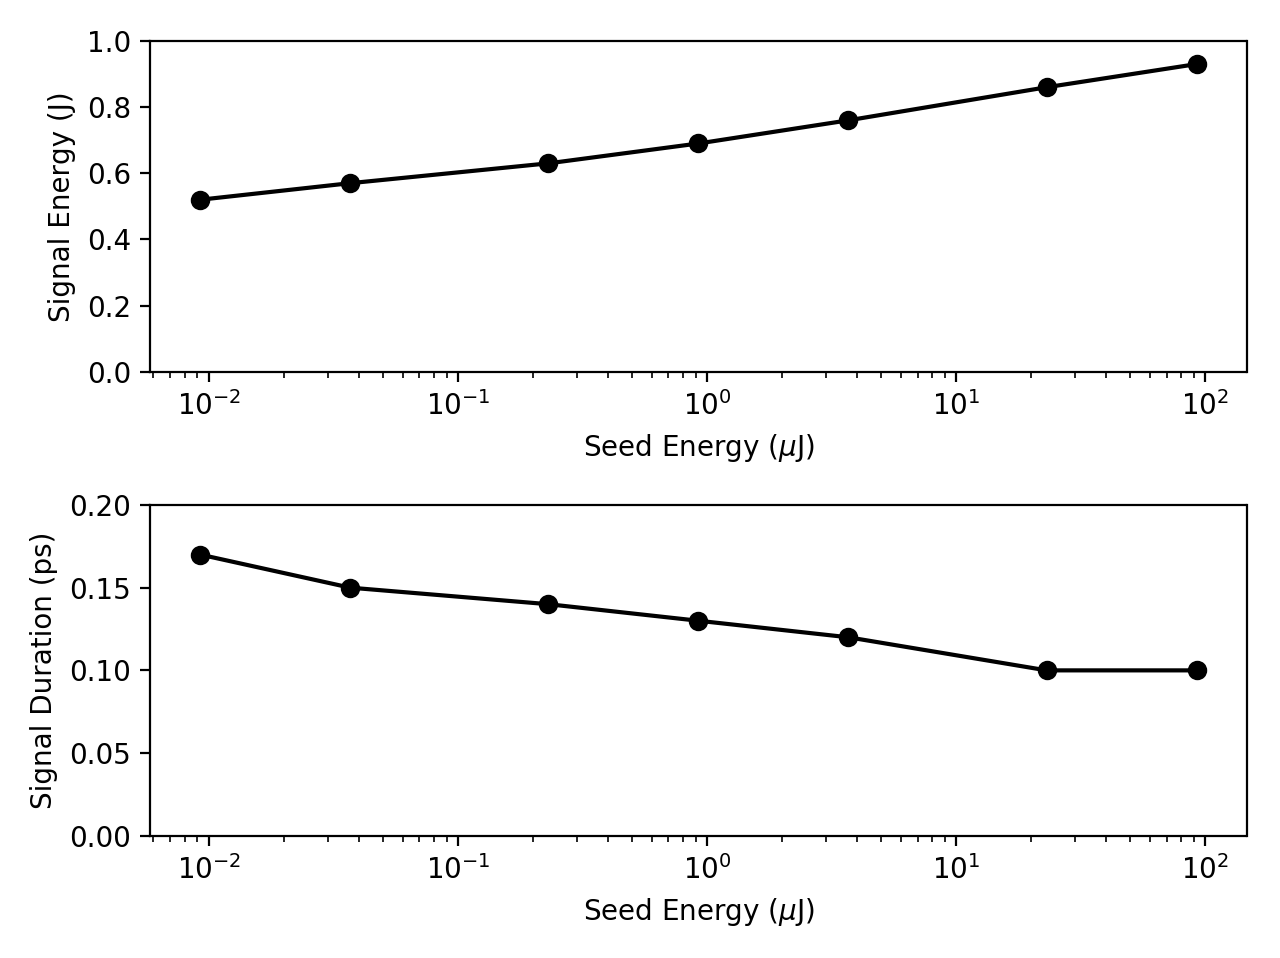 1.0
0.8
0.6
0.4
0.2
0.0
Signal Energy (J)
10⁻² 10⁻¹ 10⁰ 10¹ 10²
Seed Energy (μJ)
0.20
0.15
0.10
0.05
0.00
Signal Duration (ps)
10⁻² 10⁻¹ 10⁰ 10¹ 10²
Seed Energy (μJ)